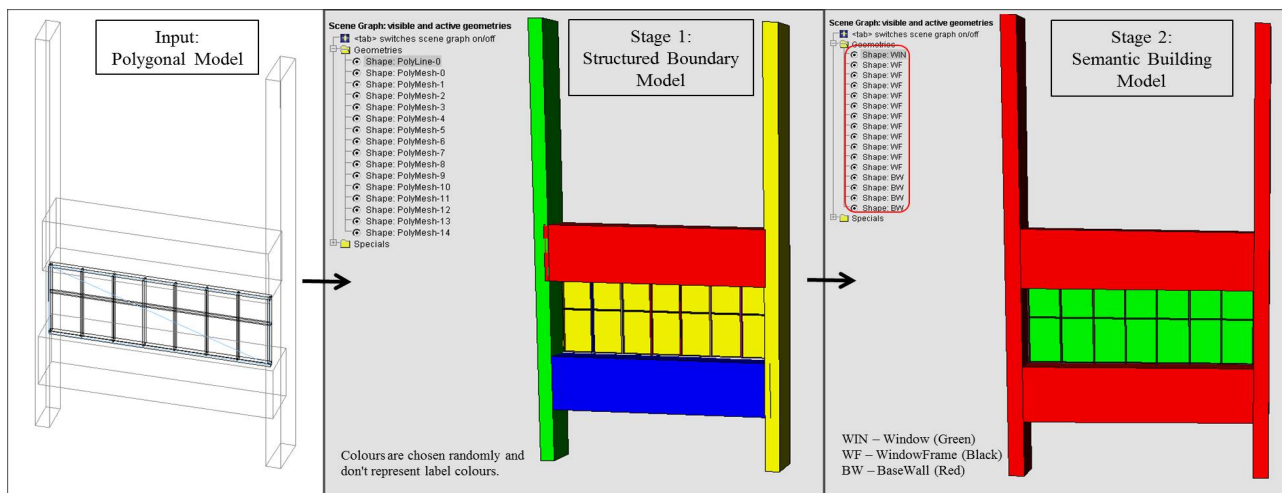 Input:
Polygonal Model
Scene Graph: visible and active geometries
<tab> switches scene graph on/off
Geometries
Shape: PolyLine-0
Shape: PolyMesh-0
Shape: PolyMesh-1
Shape: PolyMesh-2
Shape: PolyMesh-3
Shape: PolyMesh-4
Shape: PolyMesh-5
Shape: PolyMesh-6
Shape: PolyMesh-7
Shape: PolyMesh-8
Shape: PolyMesh-9
Shape: PolyMesh-10
Shape: PolyMesh-11
Shape: PolyMesh-12
Shape: PolyMesh-13
Shape: PolyMesh-14
Specials
Stage 1:
Structured Boundary
Model
Colours are chosen randomly and
don't represent label colours.
Scene Graph: visible and active geometries
<tab> switches scene graph on/off
Geometries
Shape: WIN
Shape: WF
Shape: WF
Shape: WF
Shape: WF
Shape: WF
Shape: WF
Shape: WF
Shape: WF
Shape: WF
Shape: WF
Shape: WF
Shape: BW
Shape: BW
Shape: BW
Shape: BW
Specials
Stage 2:
Semantic Building
Model
WIN – Window (Green)
WF – WindowFrame (Black)
BW – BaseWall (Red)